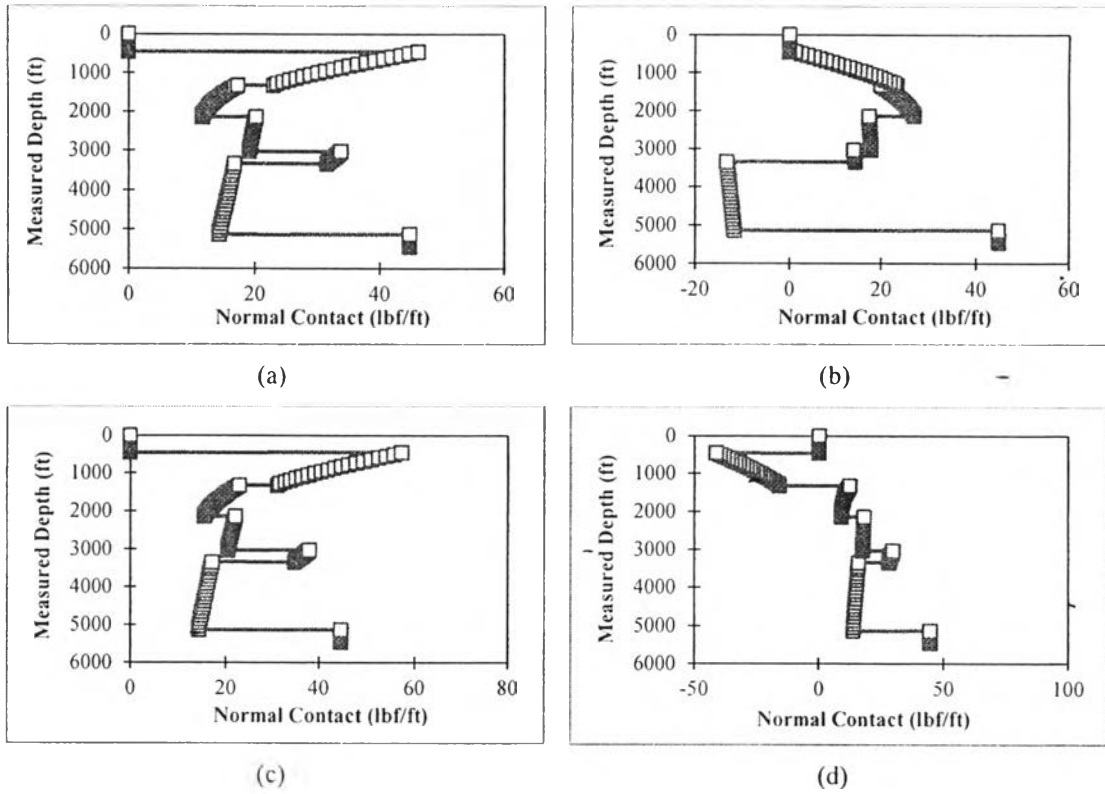 0
1000
2000
3000
4000
5000
6000
Measured Depth (ft)
0 20 40 60
Normal Contact (lbf/ft)
(a)
0
1000
2000
3000
4000
5000
6000
Measured Depth (ft)
-20 0 20 40 60
Normal Contact (lbf/ft)
(b)
0
1000
2000
3000
4000
5000
6000
Measured Depth (ft)
0 20 40 60 80
Normal Contact (lbf/ft)
(c)
0
1000
2000
3000
4000
5000
6000
Measured Depth (ft)
-50 0 50 100
Normal Contact (lbf/ft)
(d)